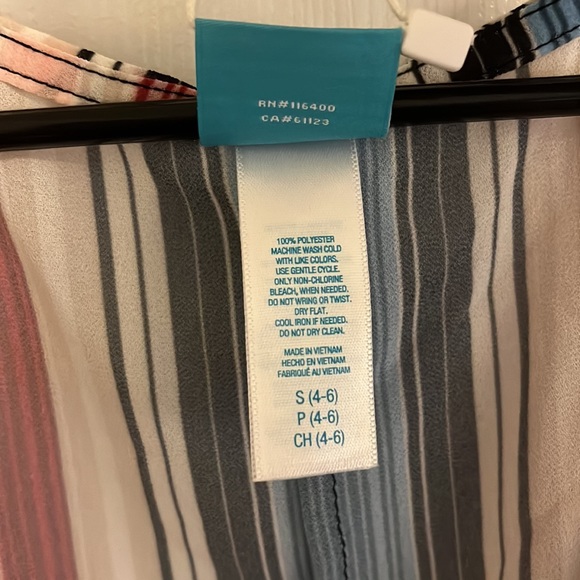 RN#116400
CA#61123
100% POLYESTER
MACHINE WASH COLD
WITH LIKE COLORS.
USE GENTLE CYCLE.
ONLY NON-CHLORINE
BLEACH, WHEN NEEDED.
DO NOT WRING OR TWIST.
DRY FLAT.
COOL IRON IF NEEDED.
DO NOT DRY CLEAN.
MADE IN VIETNAM
HECHO EN VIETNAM
FABRIQUÉ AU VIETNAM
S (4-6)
P (4-6)
CH (4-6)